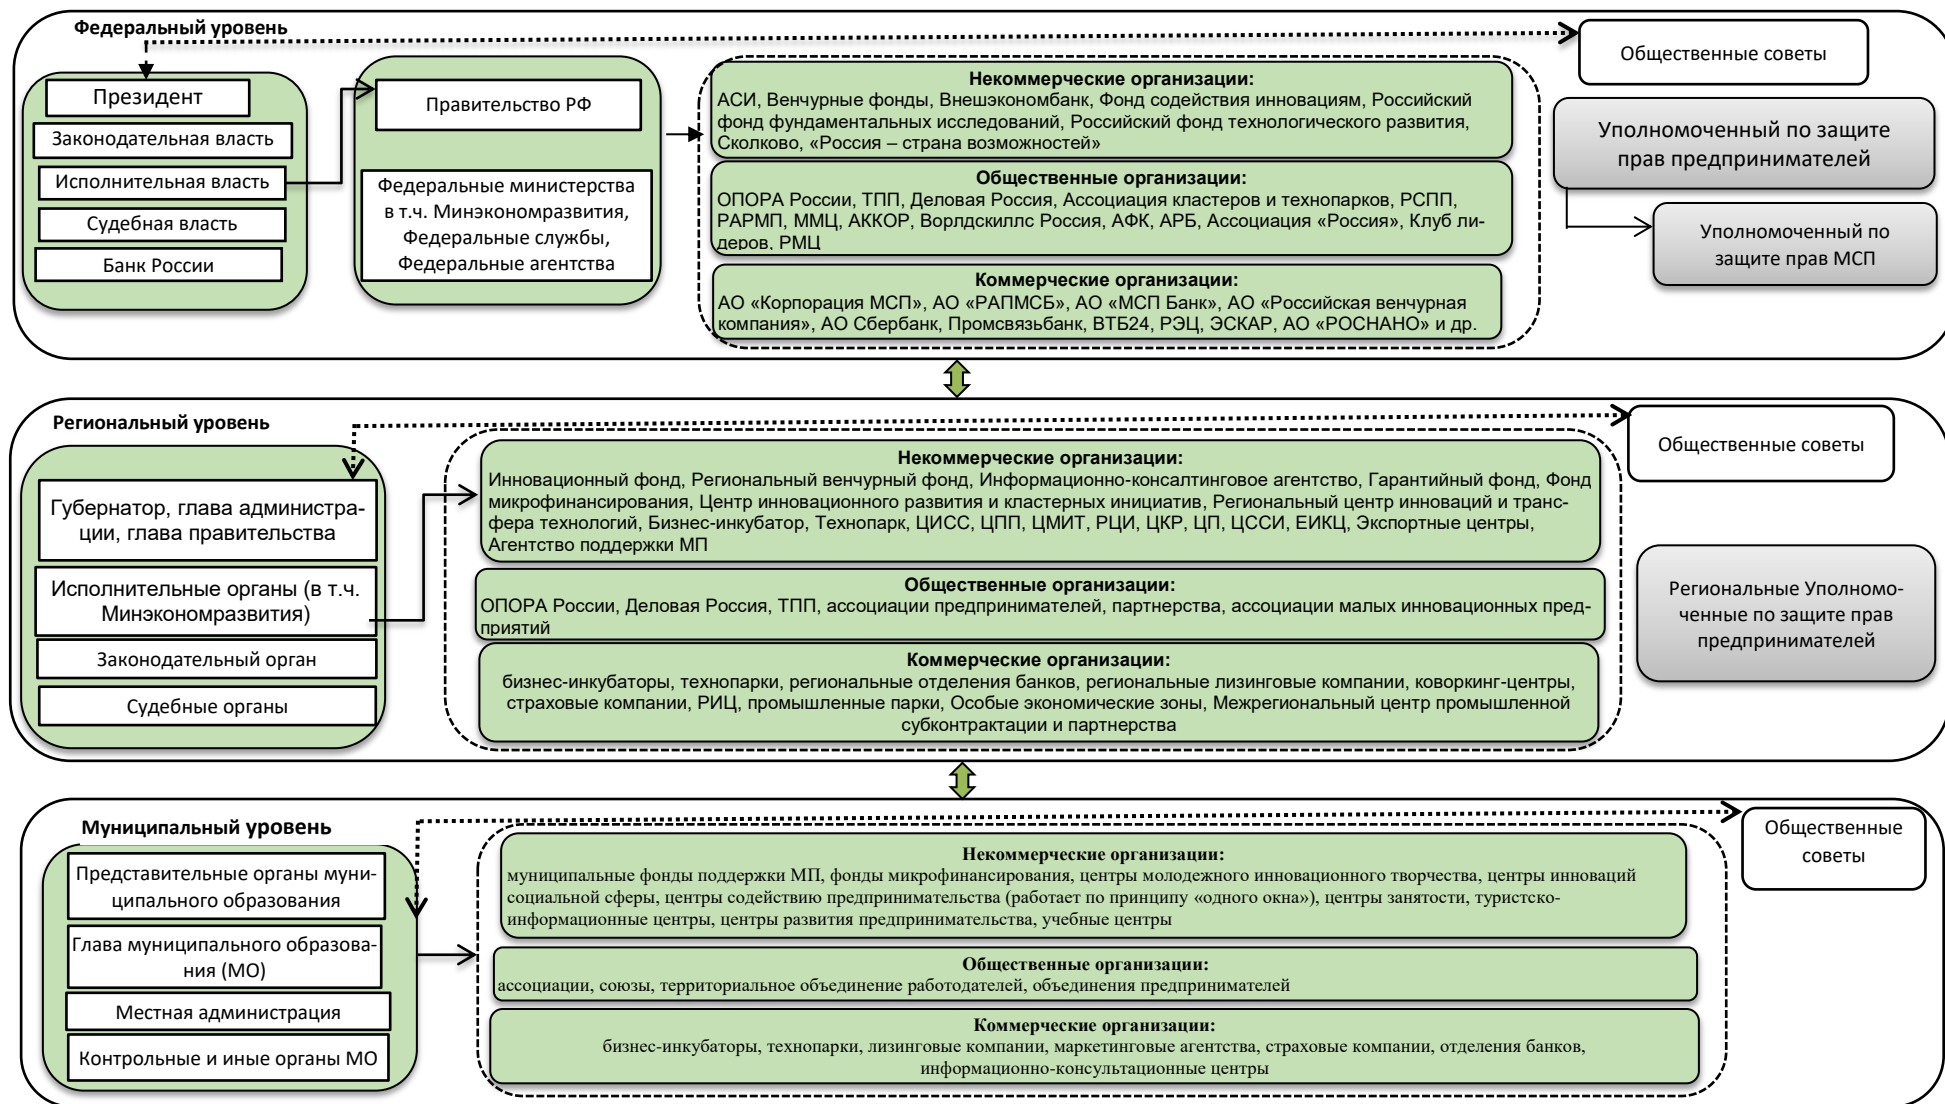 Федеральный уровень
Общественные советы
Президент
Законодательная власть
Исполнительная власть
Судебная власть
Банк России
Правительство РФ
Федеральные министерства
в т.ч. Минэкономразвития,
Федеральные службы,
Федеральные агентства
Некоммерческие организации:
АСИ, Венчурные фонды, Внешэкономбанк, Фонд содействия инновациям, Российский
фонд фундаментальных исследований, Российский фонд технологического развития,
Сколково, «Россия – страна возможностей»
Общественные организации:
ОПОРА России, ТПП, Деловая Россия, Ассоциация кластеров и технопарков, РСПП,
РАРМП, ММЦ, АККОР, Ворлдскиллс Россия, АФК, АРБ, Ассоциация «Россия», Клуб ли-
деров, РМЦ
Коммерческие организации:
АО «Корпорация МСП», АО «РАПМСБ», АО «МСП Банк», АО «Российская венчурная
компания», АО Сбербанк, Промсвязьбанк, ВТБ24, РЭЦ, ЭСКАР, АО «РОСНАНО» и др.
Уполномоченный по защите
прав предпринимателей
Уполномоченный по
защите прав МСП
Региональный уровень
Общественные советы
Губернатор, глава администра-
ции, глава правительства
Исполнительные органы (в т.ч.
Минэкономразвития)
Законодательный орган
Судебные органы
Некоммерческие организации:
Инновационный фонд, Региональный венчурный фонд, Информационно-консалтинговое агентство, Гарантийный фонд, Фонд
микрофинансирования, Центр инновационного развития и кластерных инициатив, Региональный центр инноваций и транс-
фера технологий, Бизнес-инкубатор, Технопарк, ЦИСС, ЦПП, ЦМИТ, РЦИ, ЦКР, ЦП, ЦССИ, ЕИКЦ, Экспортные центры,
Агентство поддержки МП
Общественные организации:
ОПОРА России, Деловая Россия, ТПП, ассоциации предпринимателей, партнерства, ассоциации малых инновационных пред-
приятий
Коммерческие организации:
бизнес-инкубаторы, технопарки, региональные отделения банков, региональные лизинговые компании, коворкинг-центры,
страховые компании, РИЦ, промышленные парки, Особые экономические зоны, Межрегиональный центр промышленной
субконтрактации и партнерства
Региональные Уполномо-
ченные по защите прав
предпринимателей
Муниципальный уровень
Общественные
советы
Представительные органы муни-
ципального образования
Глава муниципального образова-
ния (МО)
Местная администрация
Контрольные и иные органы МО
Некоммерческие организации:
муниципальные фонды поддержки МП, фонды микрофинансирования, центры молодежного инновационного творчества, центры инноваций
социальной сферы, центры содействию предпринимательства (работает по принципу «одного окна»), центры занятости, туристско-
информационные центры, центры развития предпринимательства, учебные центры
Общественные организации:
ассоциации, союзы, территориальное объединение работодателей, объединения предпринимателей
Коммерческие организации:
бизнес-инкубаторы, технопарки, лизинговые компании, маркетинговые агентства, страховые компании, отделения банков,
информационно-консультационные центры